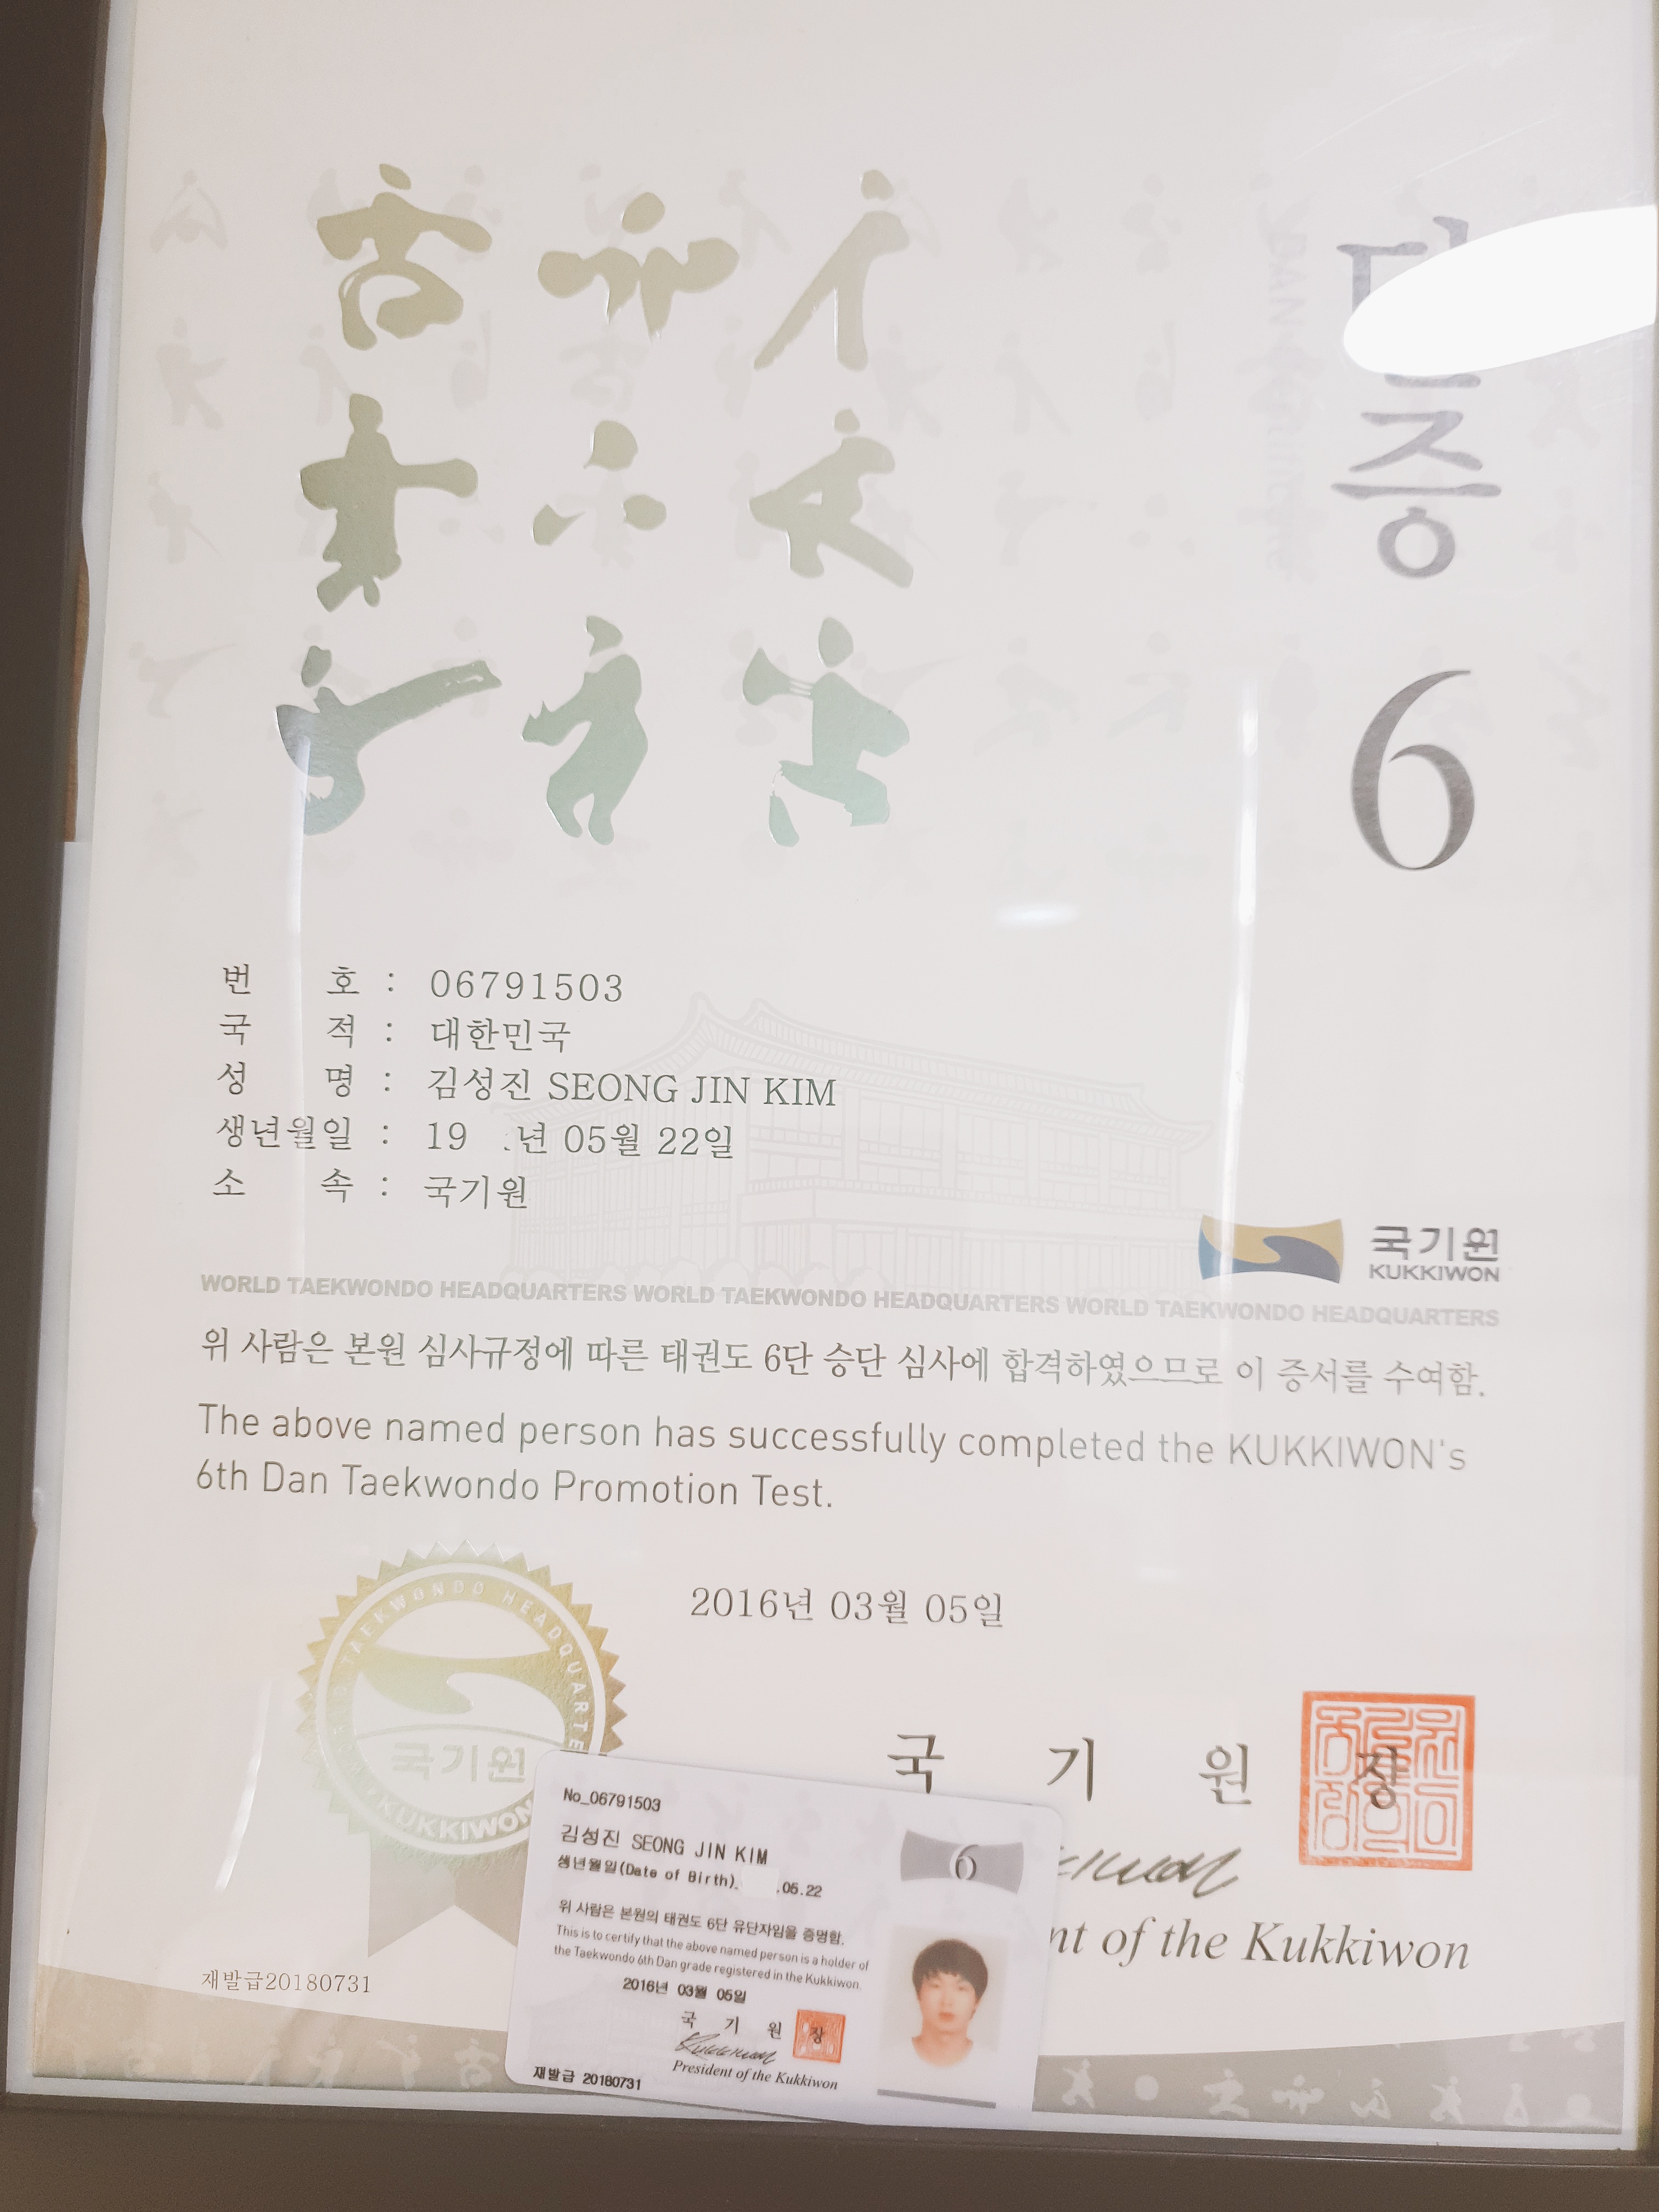 단증
6
번 호 : 06791503
국 적 : 대한민국
성 명 : 김성진 SEONG JIN KIM
생년월일 : 19 년 05월 22일
소 속 : 국기원
국기원
KUKKIWON
WORLD TAEKWONDO HEADQUARTERS WORLD TAEKWONDO HEADQUARTERS WORLD TAEKWONDO HEADQUARTERS
위 사람은 본원 심사규정에 따른 태권도 6단 승단 심사에 합격하였으므로 이 증서를 수여함.
The above named person has successfully completed the KUKKIWON's
6th Dan Taekwondo Promotion Test.
2016년 03월 05일
TAEKWONDO HEADQUARTE
국기원
KUKKIWON
국 기 원 장
nt of the Kukkiwon
재발급20180731
No_06791503
김성진 SEONG JIN KIM
생년월일(Date of Birth). .05.22
6
위 사람은 본원의 태권도 6단 유단자임을 증명함.
This is to certify that the above named person is a holder of
the Taekwondo 6th Dan grade registered in the Kukkiwon.
2016년 03월 05일
국 기 원 장
Kukkiwon
President of the Kukkiwon
재발급 20180731